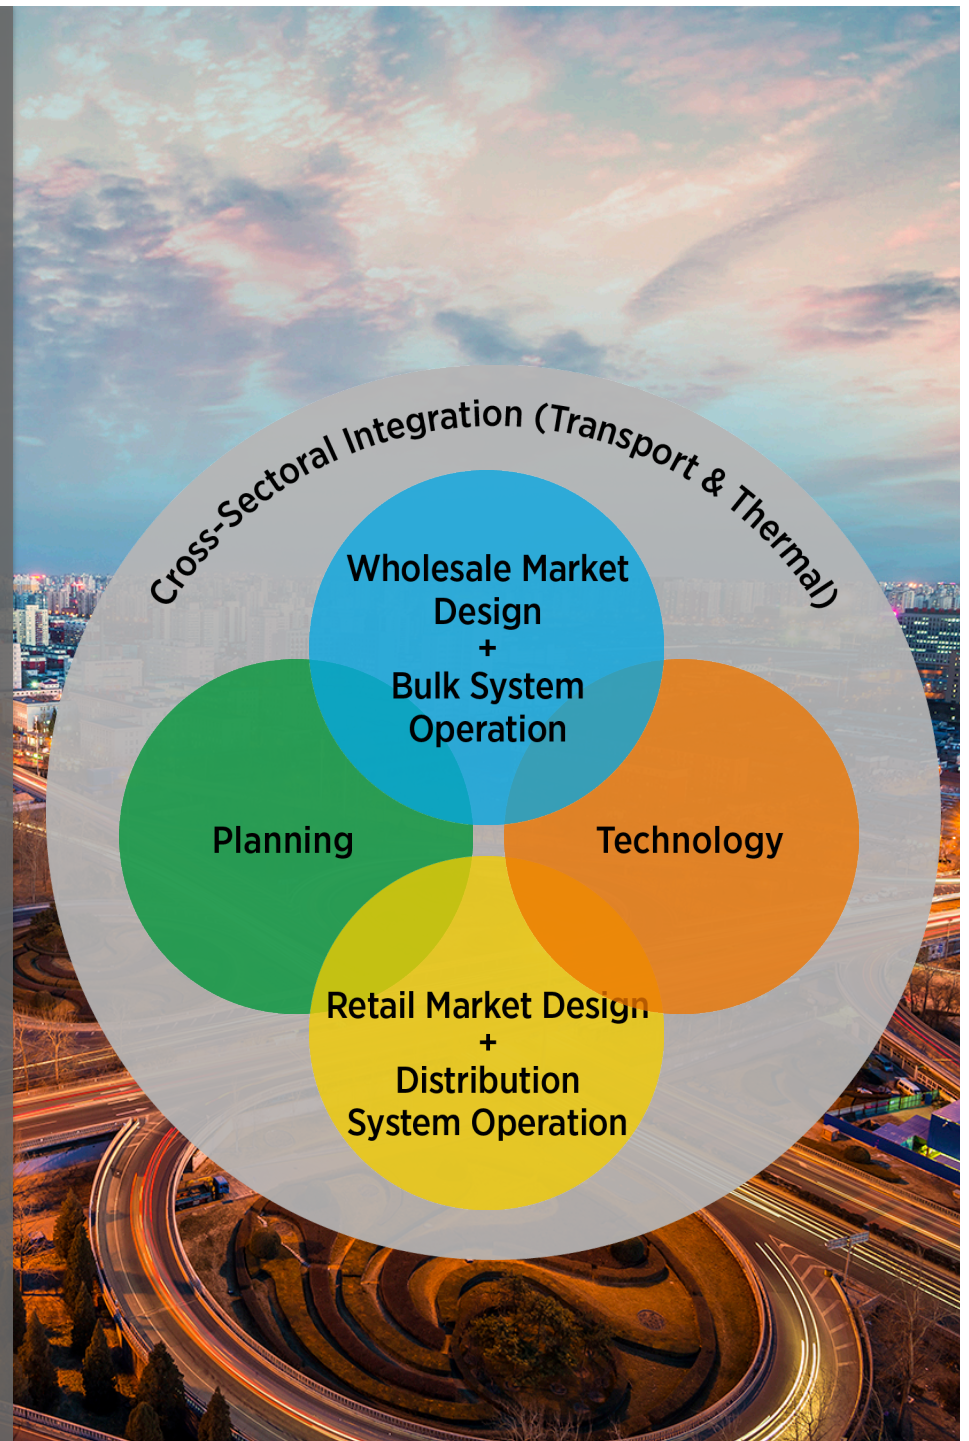 Cross-Sectoral Integration (Transport & Thermal)
Wholesale Market
Design
+
Bulk System
Operation
Planning
Technology
Retail Market Design
+
Distribution
System Operation